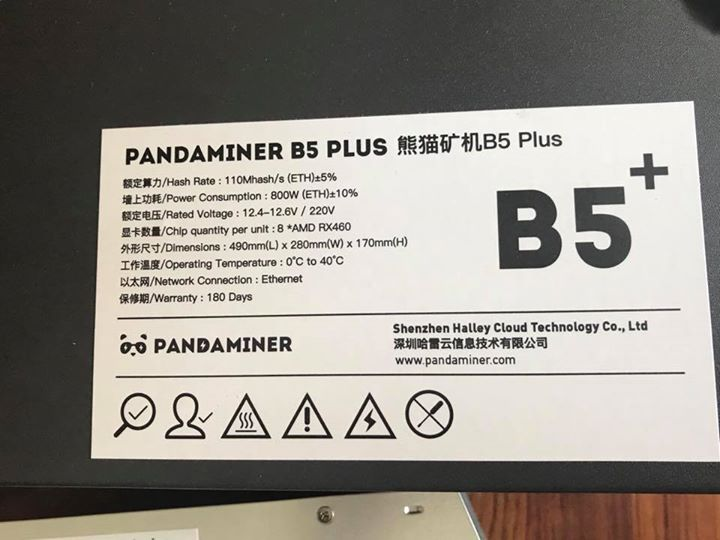 PANDAMINER B5 PLUS 熊猫矿机B5 Plus
额定算力/Hash Rate : 110Mhash/s (ETH)±5%
墙上功耗/Power Consumption : 800W (ETH)±10%
额定电压/Rated Voltage : 12.4-12.6V / 220V
显卡数量/Chip quantity per unit : 8 *AMD RX460
外形尺寸/Dimensions : 490mm(L) x 280mm(W) x 170mm(H)
工作温度/Operating Temperature : 0°C to 40°C
以太网/Network Connection : Ethernet
保修期/Warranty : 180 Days
B5+
PANDAMINER
Shenzhen Halley Cloud Technology Co., Ltd
深圳哈雷云信息技术有限公司
www.pandaminer.com